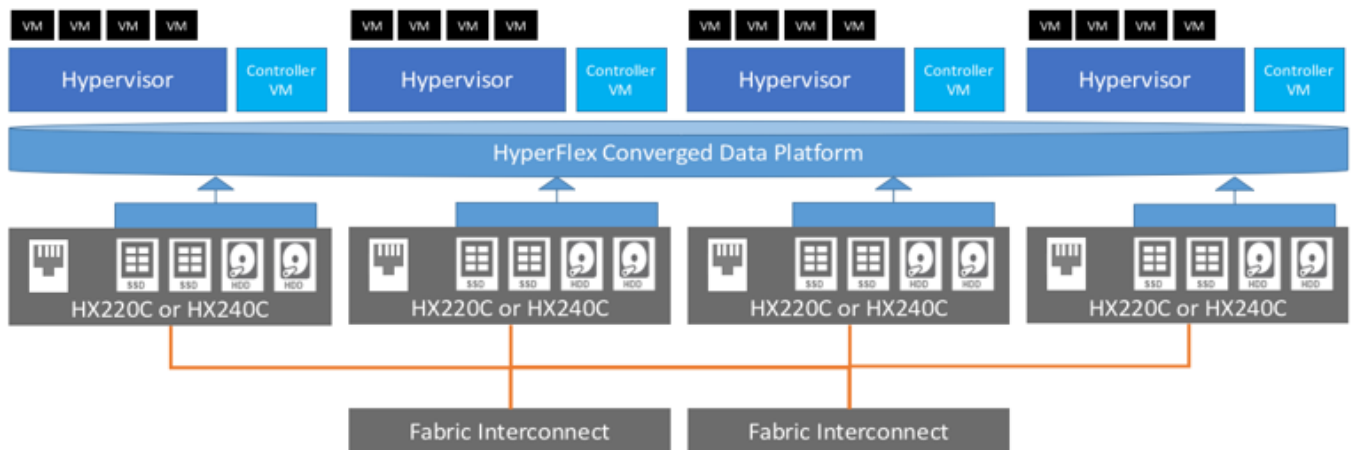 VM VM VM VM VM VM VM VM VM VM VM VM VM VM VM VM
Hypervisor Controller VM Hypervisor Controller VM Hypervisor Controller VM Hypervisor Controller VM
HyperFlex Converged Data Platform
SSD SSD HDD HDD SSD SSD HDD HDD SSD SSD HDD HDD SSD SSD HDD HDD
HX220C or HX240C HX220C or HX240C HX220C or HX240C HX220C or HX240C
Fabric Interconnect Fabric Interconnect